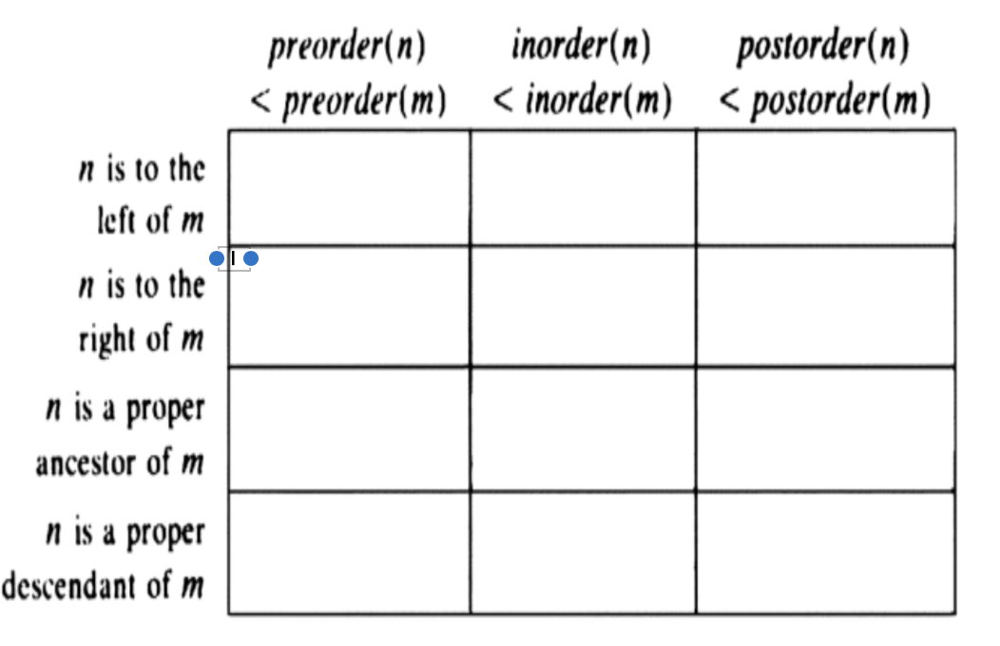 preorder(n) inorder(n) postorder(n)
< preorder(m) < inorder(m) < postorder(m)
n is to the
left of m
n is to the
right of m
n is a proper
ancestor of m
n is a proper
descendant of m